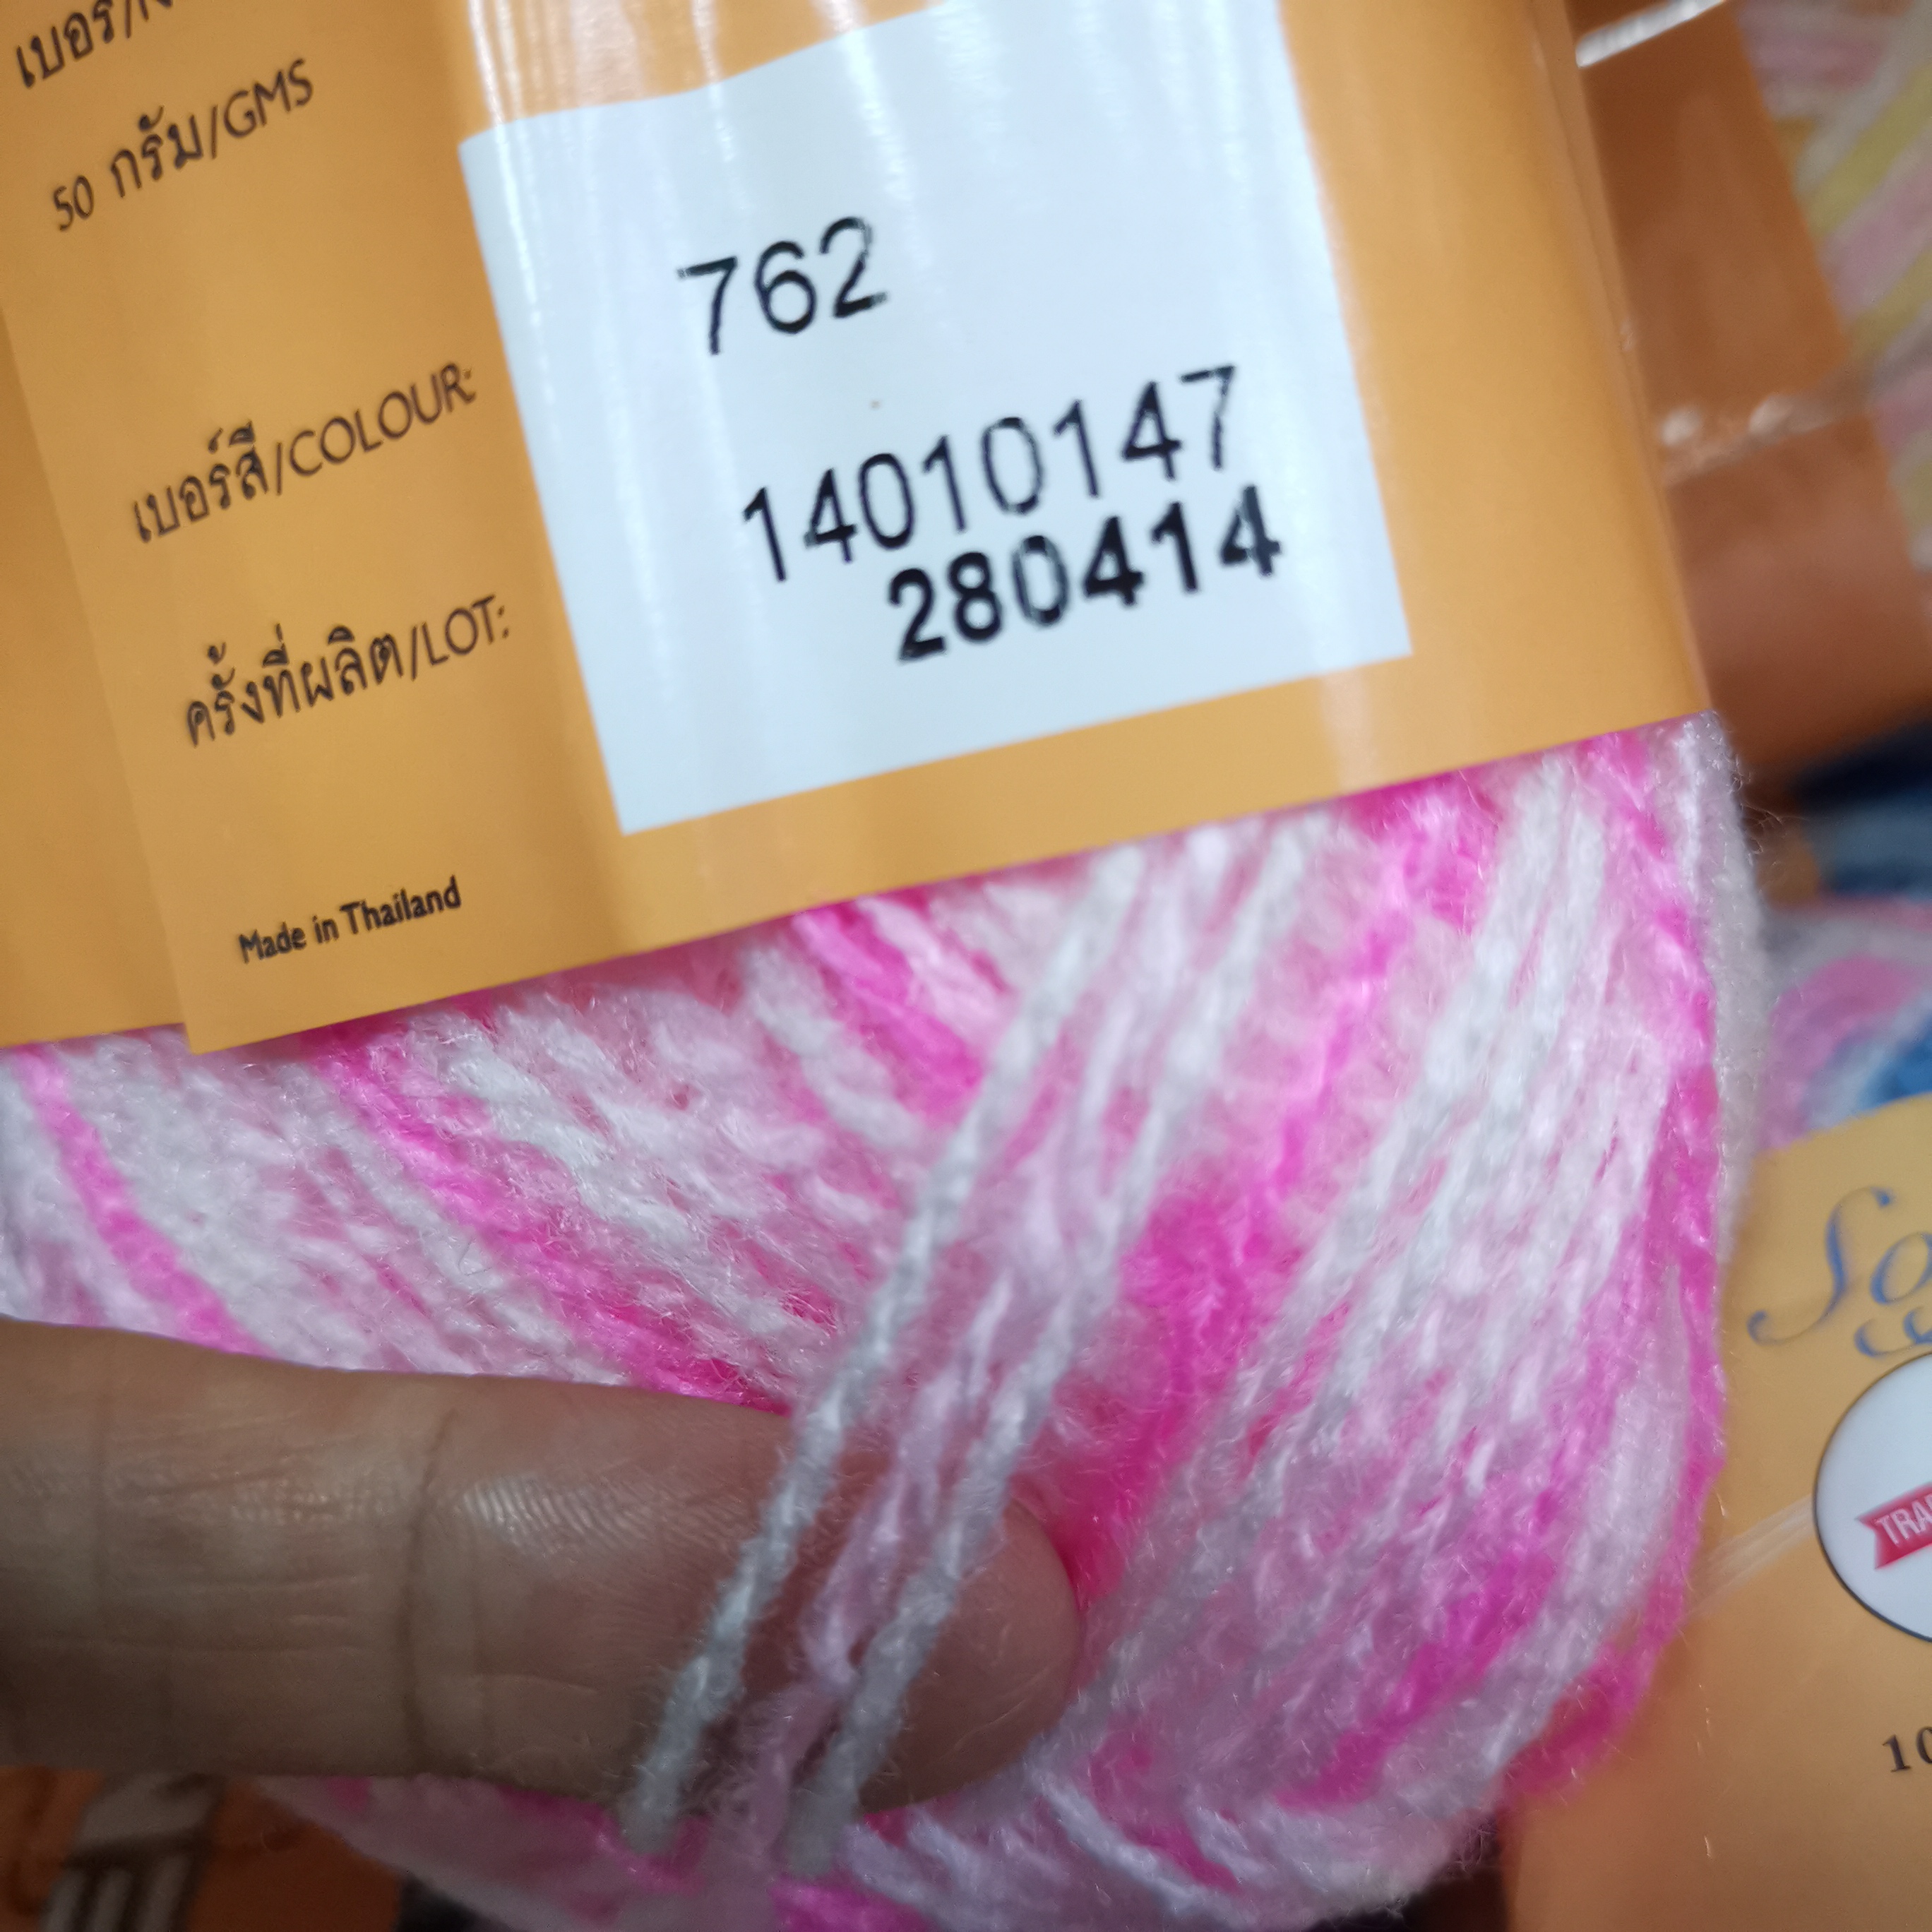 เบอร์/
50 กรัม/GMS
762
เบอร์สี/COLOUR:
14010147
280414
ครั้งที่ผลิต/LOT:
Made in Thailand